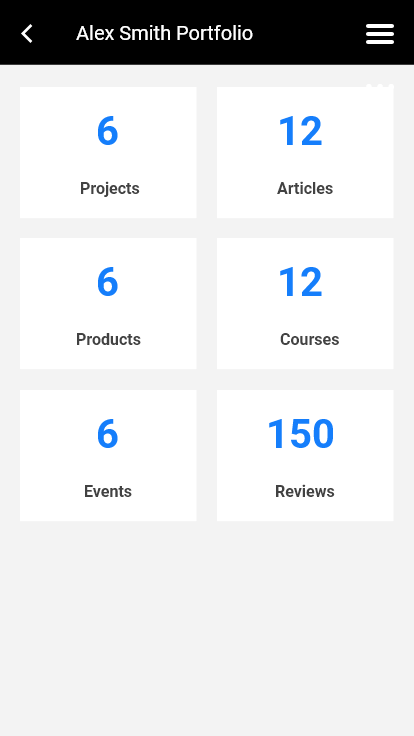 Alex Smith Portfolio
6
Projects
12
Articles
6
Products
12
Courses
6
Events
150
Reviews